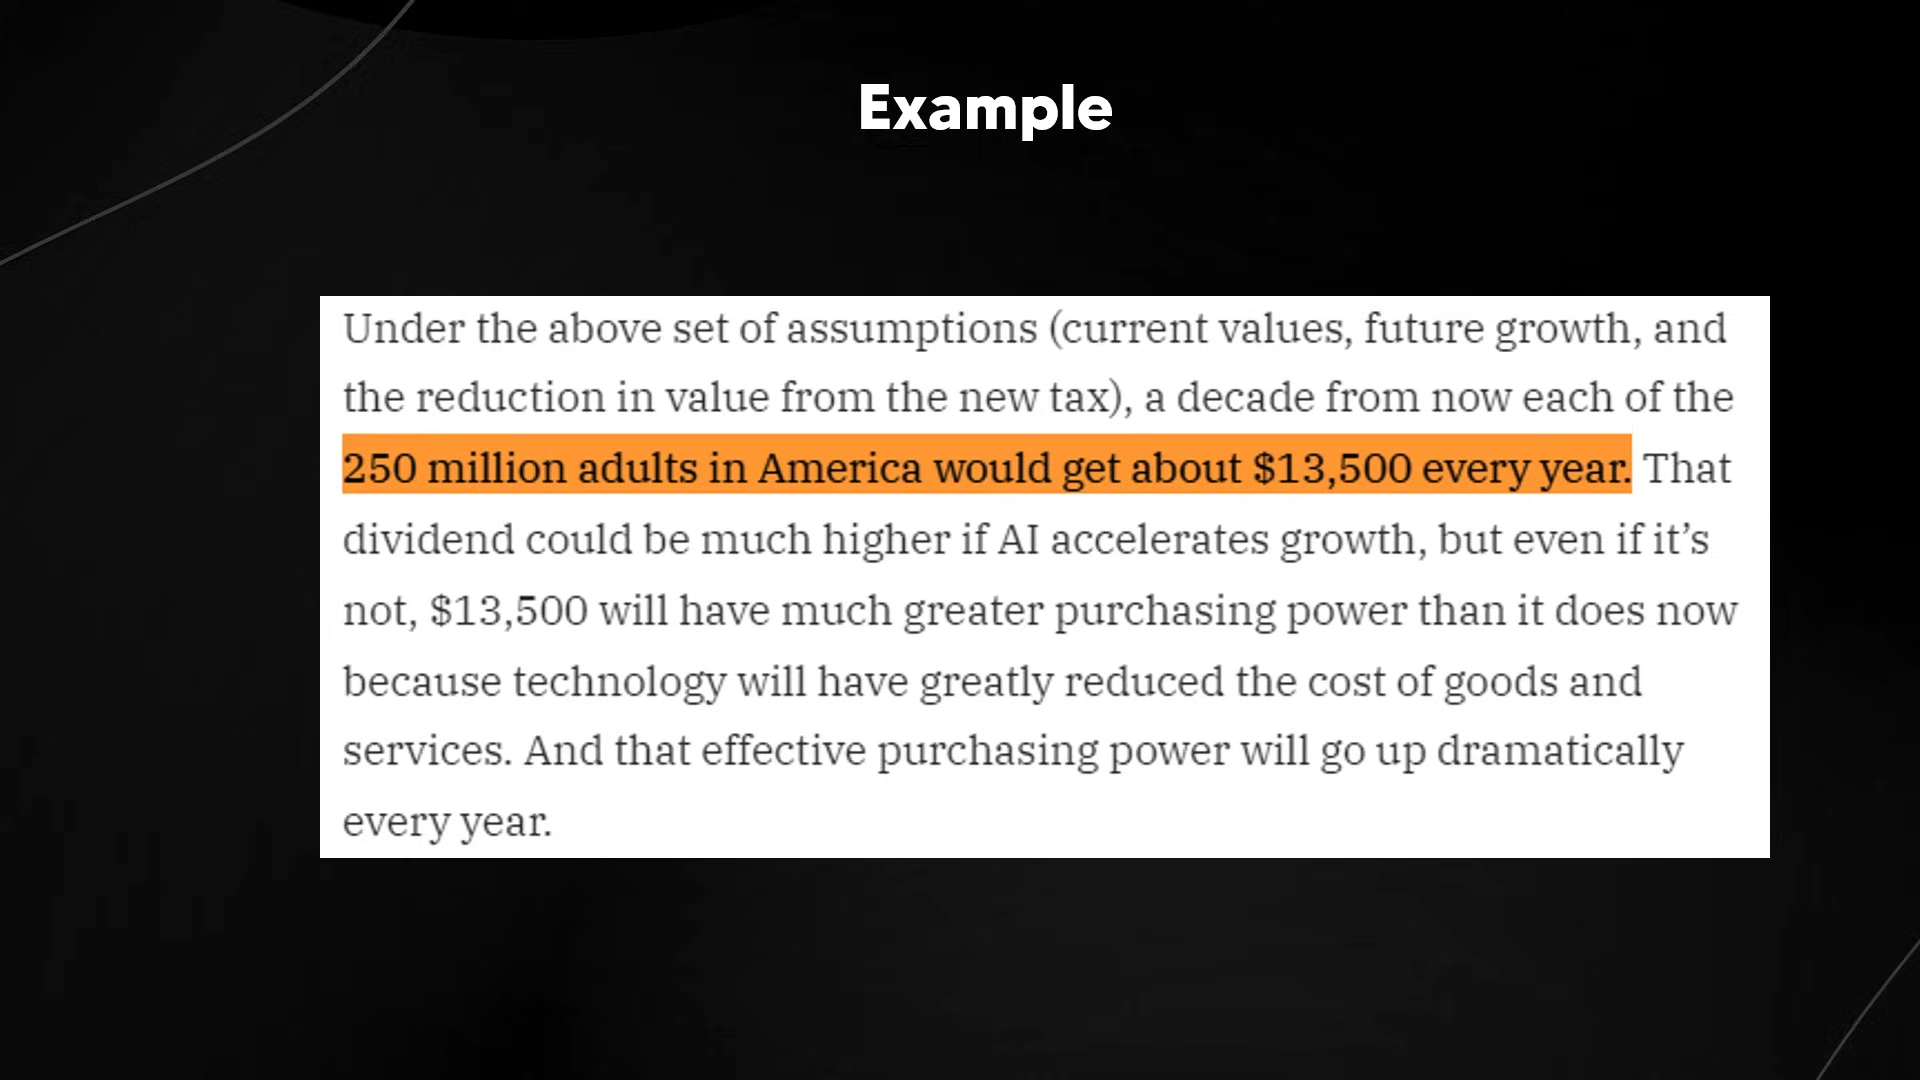 Example
Under the above set of assumptions (current values, future growth, and
the reduction in value from the new tax), a decade from now each of the
250 million adults in America would get about $13,500 every year. That
dividend could be much higher if AI accelerates growth, but even if it’s
not, $13,500 will have much greater purchasing power than it does now
because technology will have greatly reduced the cost of goods and
services. And that effective purchasing power will go up dramatically
every year.